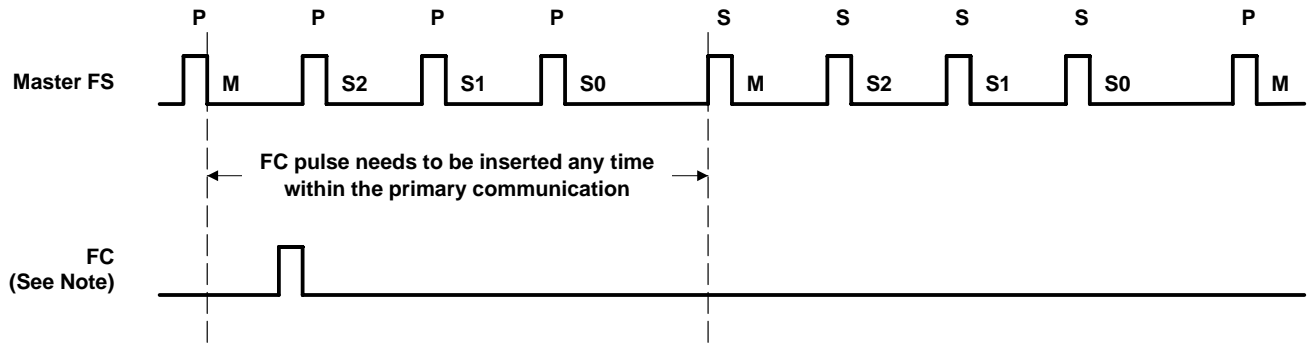 P P P P S S S S P
Master FS
M S2 S1 S0 M S2 S1 S0 M
FC pulse needs to be inserted any time
within the primary communication
FC
(See Note)